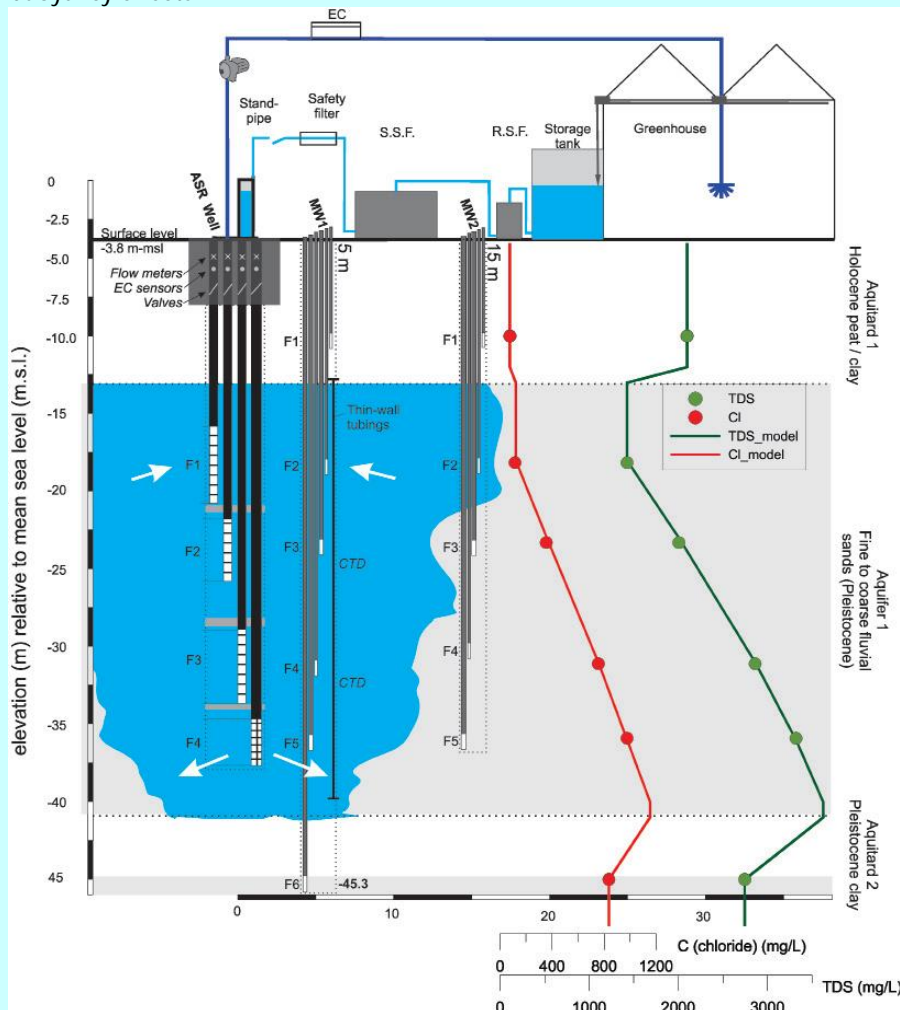 EC
Stand-
pipe
Safety
filter
S.S.F.
R.S.F.
Storage
tank
Greenhouse
ASR Well
MW1
MW2
5 m
15 m
Surface level
-3.8 m-msl
Flow meters
EC sensors
Valves
elevation (m) relative to mean sea level (m.s.l.)
0
-2.5
-5.0
-7.5
-10.0
-15
-20
-25
-30
-35
-40
45
F1
F2
F3
F4
F1
F2
F3
F4
F5
F6
-45.3
Thin-wall
tubings
CTD
CTD
F1
F2
F3
F4
F5
TDS
Cl
TDS_model
Cl_model
Aquitard 1
Holocene peat / clay
Aquifer 1
Fine to coarse fluvial
sands (Pleistocene)
Aquitard 2
Pleistocene clay
0
10
20
30
C (chloride) (mg/L)
0
400
800
1200
TDS (mg/L)
0
1000
2000
3000